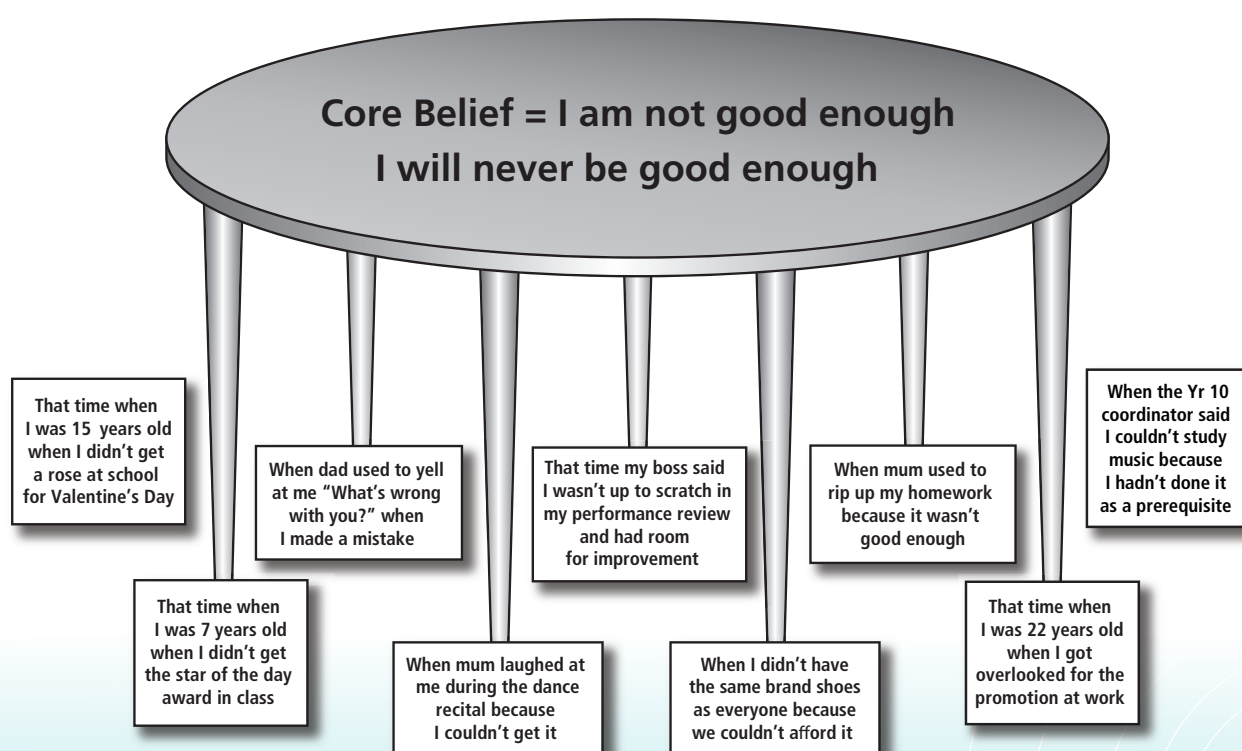 Core Belief = I am not good enough
I will never be good enough
That time when
I was 15 years old
when I didn't get
a rose at school
for Valentine's Day
When dad used to yell
at me “What's wrong
with you?” when
I made a mistake
That time my boss said
I wasn't up to scratch in
my performance review
and had room
for improvement
When mum used to
rip up my homework
because it wasn't
good enough
When the Yr 10
coordinator said
I couldn't study
music because
I hadn't done it
as a prerequisite
That time when
I was 7 years old
when I didn't get
the star of the day
award in class
When mum laughed at
me during the dance
recital because
I couldn't get it
When I didn't have
the same brand shoes
as everyone because
we couldn't afford it
That time when
I was 22 years old
when I got
overlooked for the
promotion at work